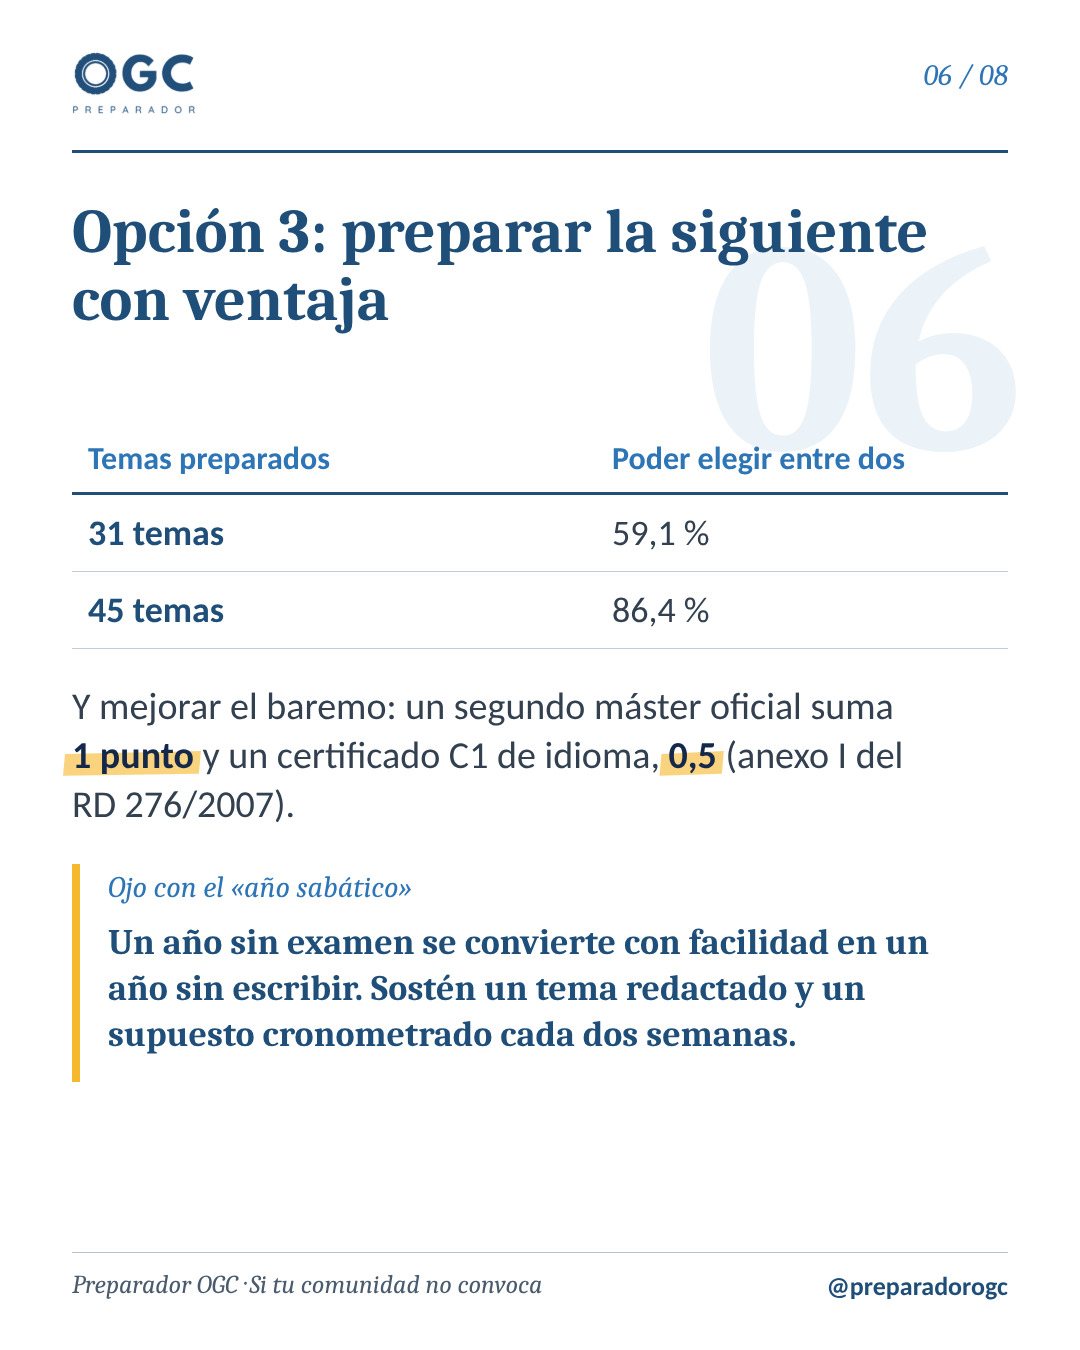 OGC
PREPARADOR
06 / 08
Opción 3: preparar la siguiente
con ventaja
06
Temas preparados Poder elegir entre dos
31 temas 59,1 %
45 temas 86,4 %
Y mejorar el baremo: un segundo máster oficial suma
1 punto y un certificado C1 de idioma, 0,5 (anexo I del
RD 276/2007).
Ojo con el «año sabático»
Un año sin examen se convierte con facilidad en un
año sin escribir. Sostén un tema redactado y un
supuesto cronometrado cada dos semanas.
Preparador OGC · Si tu comunidad no convoca
@preparadorogc